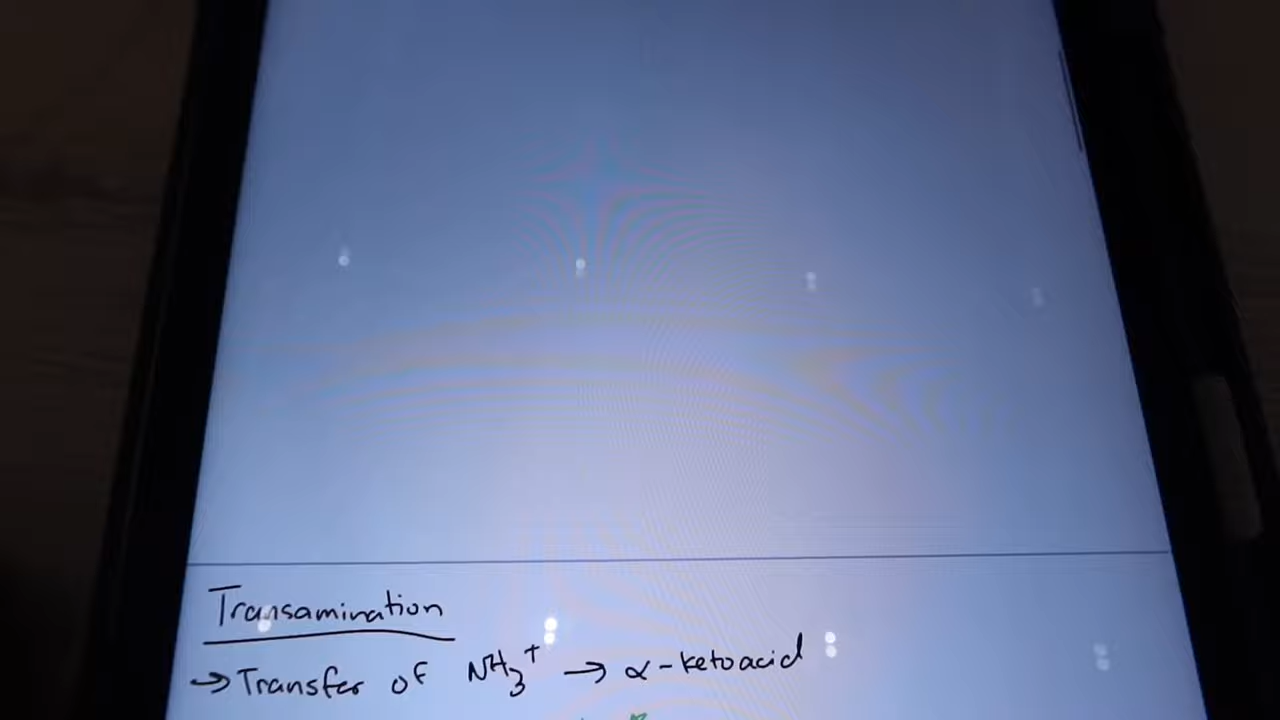 Transamination
→ Transfer of NH₃⁺ → α-ketoacid